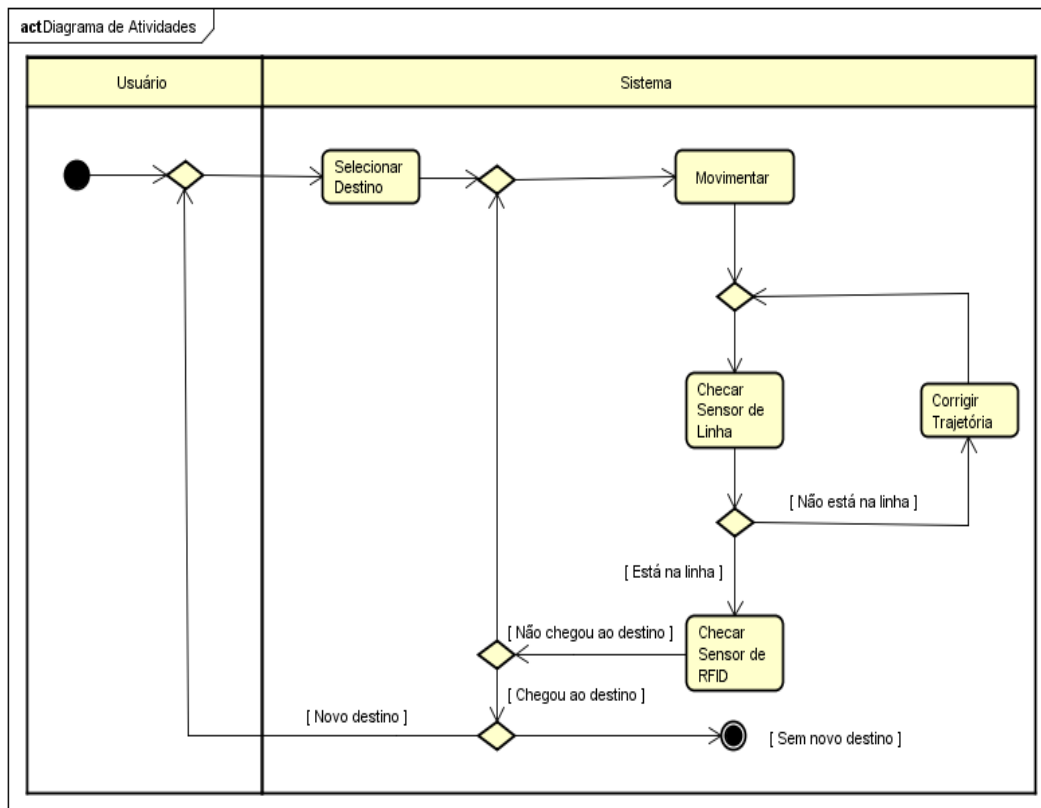 actDiagrama de Atividades
Usuário
Sistema
Selecionar
Destino
Movimentar
Checar
Sensor de
Linha
Corrigir
Trajetória
[ Não está na linha ]
[ Está na linha ]
[ Não chegou ao destino ]
Checar
Sensor de
RFID
[ Chegou ao destino ]
[ Novo destino ]
[ Sem novo destino ]